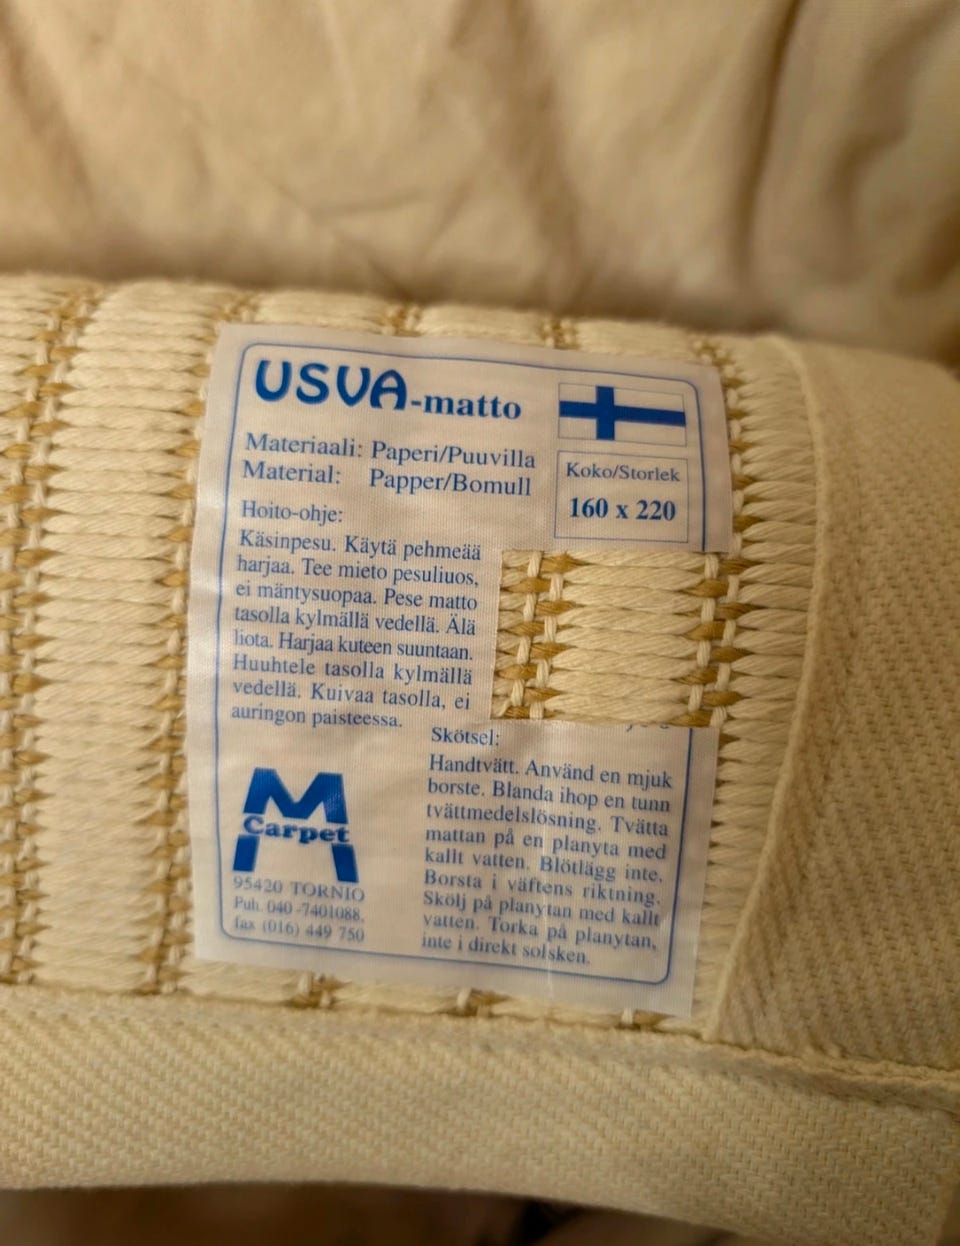 USVA-matto
Materiaali: Paperi/Puuvilla
Material: Papper/Bomull
Koko/Storlek
160 x 220
Hoito-ohje:
Käsinpesu. Käytä pehmeää
harjaa. Tee mieto pesuliuos,
ei mäntysuopaa. Pese matto
tasolla kylmällä vedellä. Älä
liota. Harjaa kuteen suuntaan.
Huuhtele tasolla kylmällä
vedellä. Kuivaa tasolla, ei
auringon paisteessa.
Skötsel:
Handtvätt. Använd en mjuk
borste. Blanda ihop en tunn
tvättmedelslösning. Tvätta
mattan på en planyta med
kallt vatten. Blötlägg inte.
Borsta i väftens riktning.
Skölj på planytan med kallt
vatten. Torka på planytan,
inte i direkt solsken.
M
Carpet
95420 TORNIO
Puh. 040 -7401088.
fax (016) 449 750